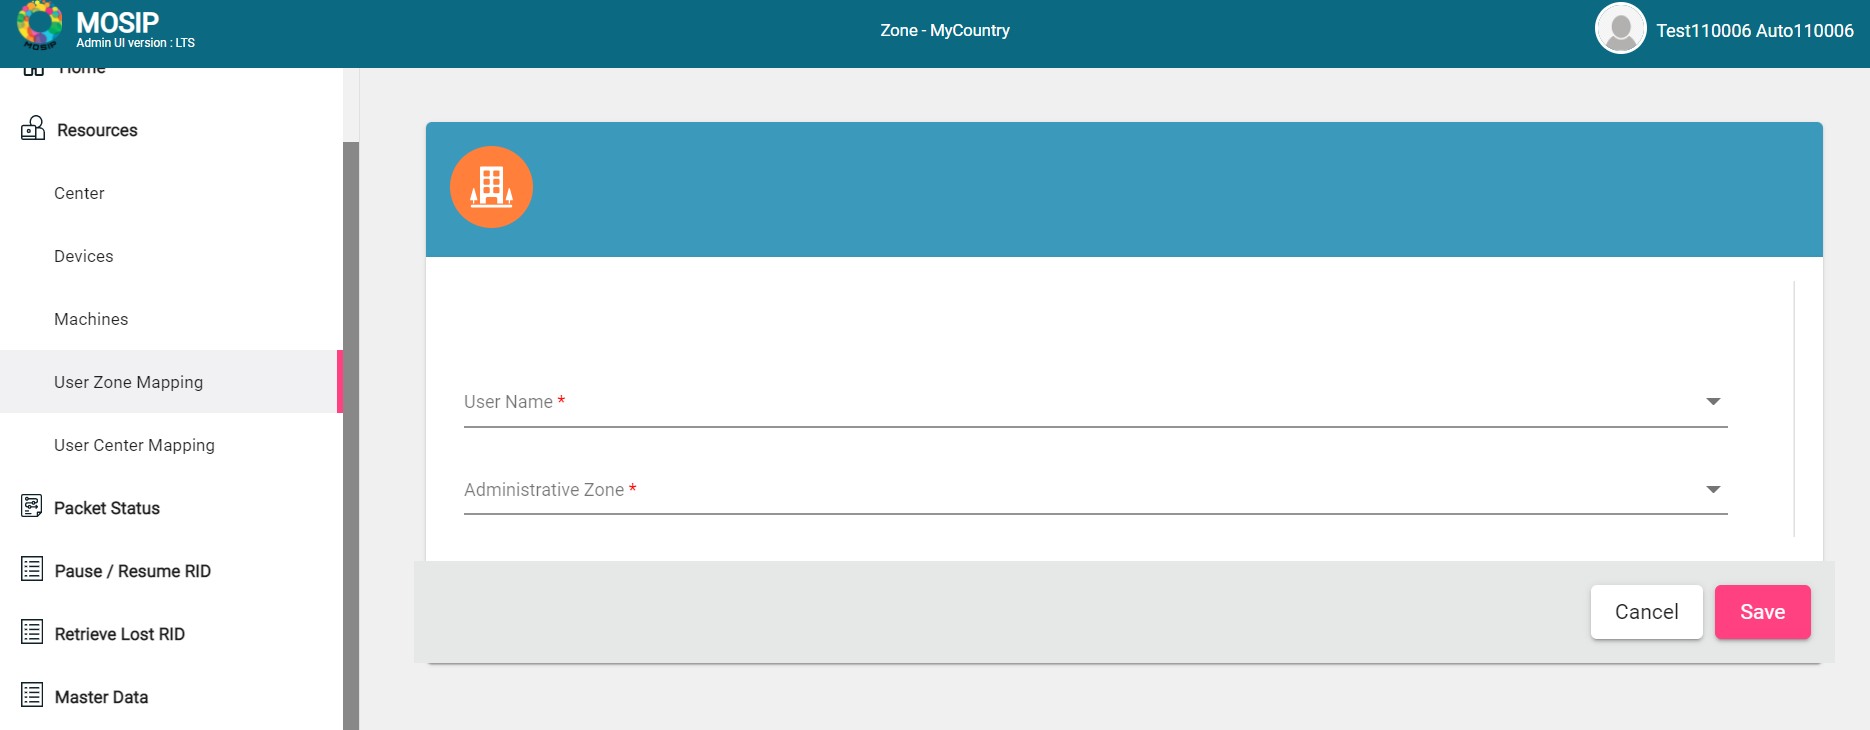 MOSIP
MOSIP
Admin UI version : LTS
Zone - MyCountry
Test110006 Auto110006
Home
Resources
Center
Devices
Machines
User Zone Mapping
User Center Mapping
Packet Status
Pause / Resume RID
Retrieve Lost RID
Master Data
User Name *
Administrative Zone *
Cancel
Save